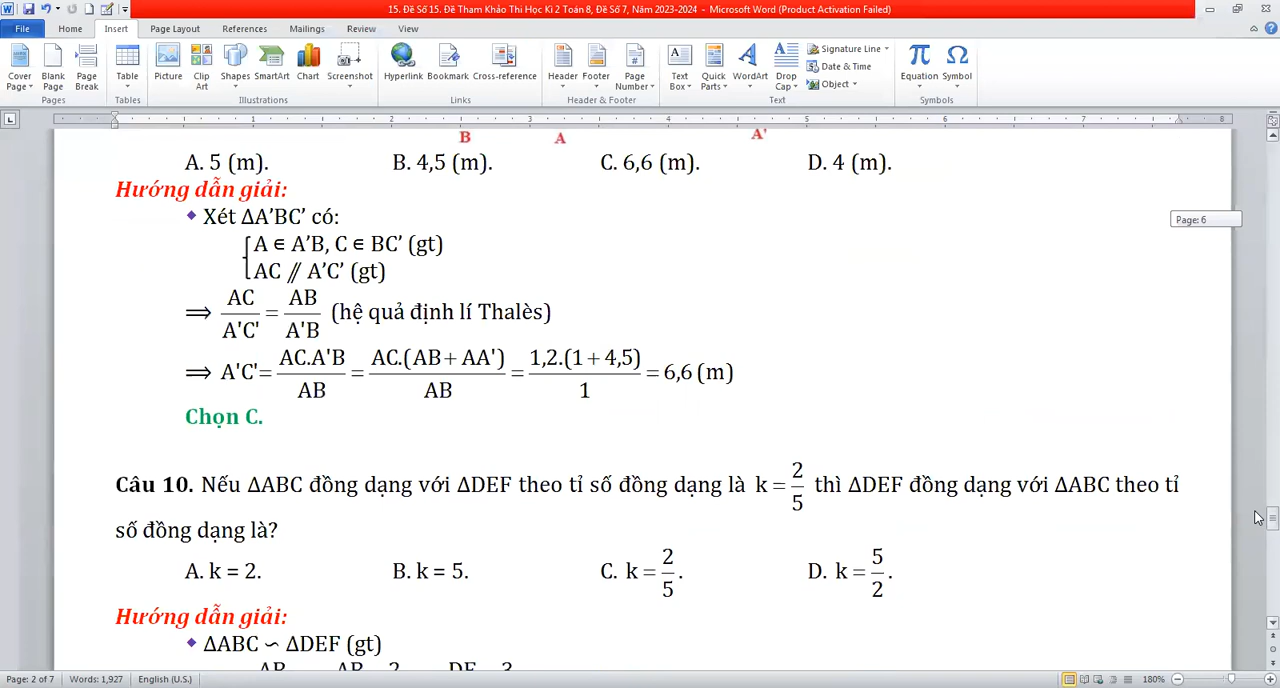 15. Đề Số 15. Đề Tham Khảo Thi Học Kì 2 Toán 8, Đề Số 7, Năm 2023-2024 - Microsoft Word (Product Activation Failed)
File Home Insert Page Layout References Mailings Review View
Cover Page Blank Page Page Break Table Picture Clip Art Shapes SmartArt Chart Screenshot Hyperlink Bookmark Cross-reference Header Footer Page Number Text Box Quick Parts WordArt Drop Cap Signature Line Date & Time Object Equation Symbol
Pages Tables Illustrations Links Header & Footer Text Symbols
1 2 3 4 5 6 7 8
B A A'
A. 5 (m). B. 4,5 (m). C. 6,6 (m). D. 4 (m).
Hướng dẫn giải:
Xét ΔA’BC’ có:
A ∈ A’B, C ∈ BC’ (gt)
AC ∥ A’C’ (gt)
⟹ AC/A'C' = AB/A'B (hệ quả định lí Thalès)
⟹ A'C' = AC.A'B/AB = AC.(AB + AA')/AB = 1,2.(1 + 4,5)/1 = 6,6 (m)
Chọn C.
Câu 10. Nếu ΔABC đồng dạng với ΔDEF theo tỉ số đồng dạng là k = 2/5 thì ΔDEF đồng dạng với ΔABC theo tỉ
số đồng dạng là?
A. k = 2. B. k = 5. C. k = 2/5. D. k = 5/2.
Hướng dẫn giải:
ΔABC ∽ ΔDEF (gt)
Page: 6
Page: 2 of 7 Words: 1,927 English (U.S.) 180%